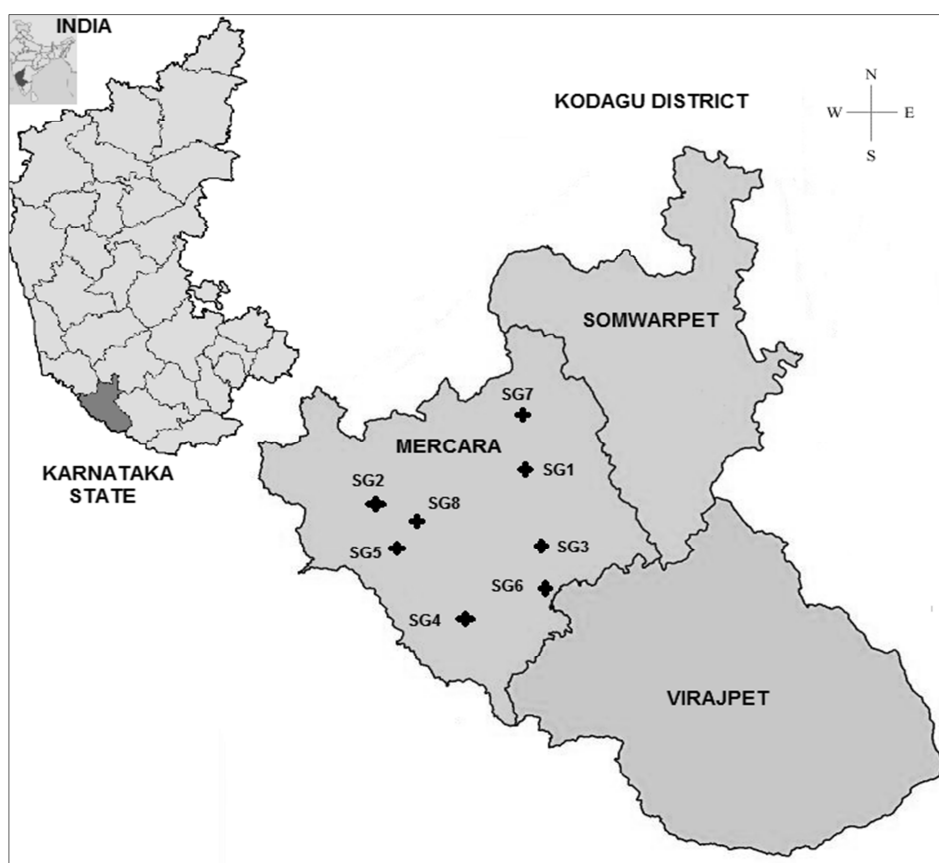 INDIA
KODAGU DISTRICT
N
W E
S
SOMWARPET
SG7
MERCARA
SG1
KARNATAKA
STATE
SG2
SG8
SG5
SG3
SG6
SG4
VIRAJPET